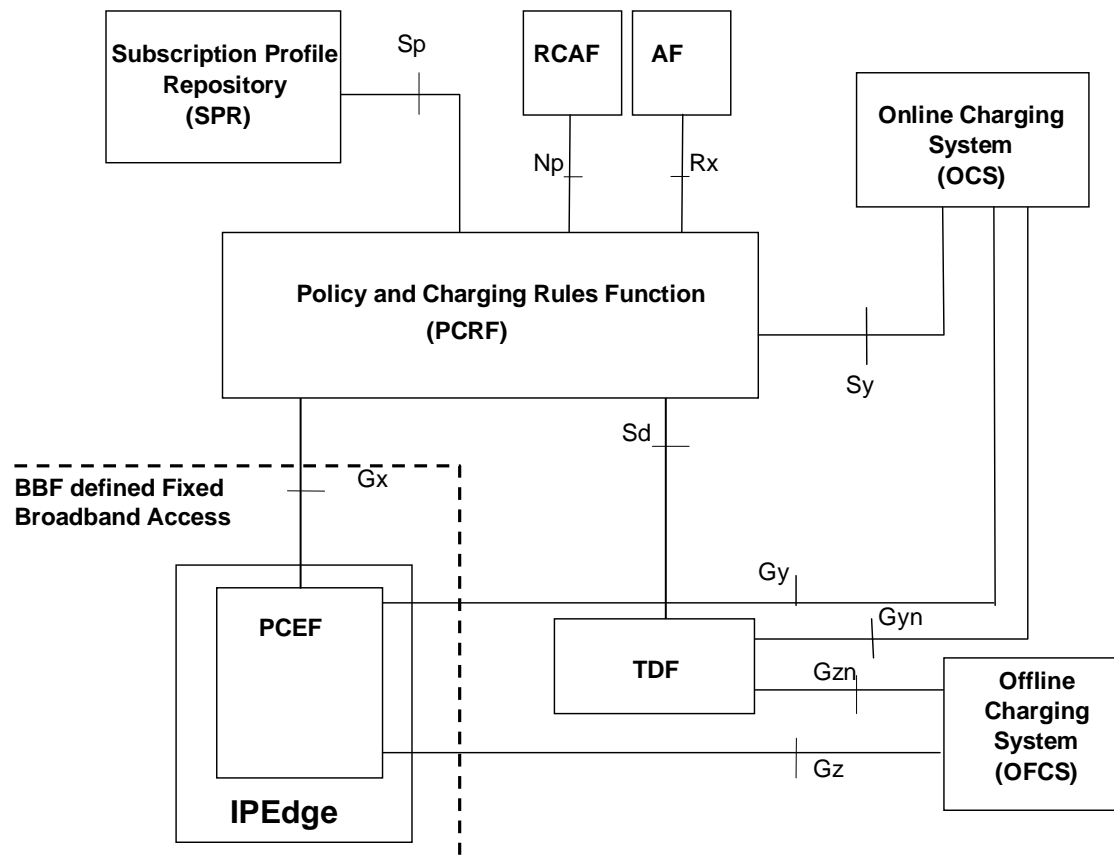 Subscription Profile
Repository
(SPR)
Sp
RCAF
AF
Online Charging
System
(OCS)
Np
Rx
Policy and Charging Rules Function
(PCRF)
Sy
Sd
Gx
BBF defined Fixed
Broadband Access
Gy
Gyn
PCEF
TDF
Gzn
Offline
Charging
System
(OFCS)
Gz
IPEdge